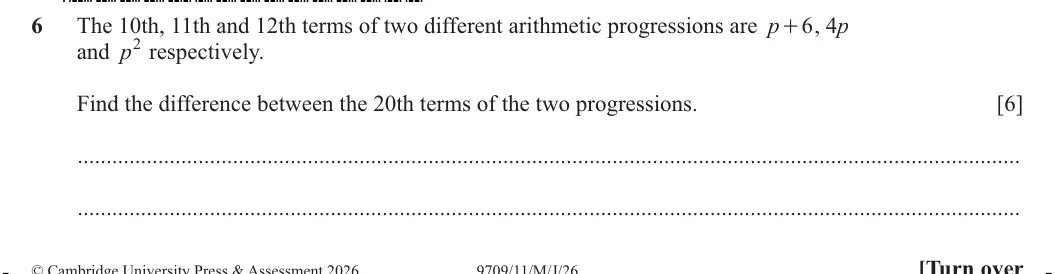 6 The 10th, 11th and 12th terms of two different arithmetic progressions are p+6, 4p
and p² respectively.
Find the difference between the 20th terms of the two progressions. [6]
................................................................................
................................................................................
© Cambridge University Press & Assessment 2026 9709/11/M/J/26 [Turn over